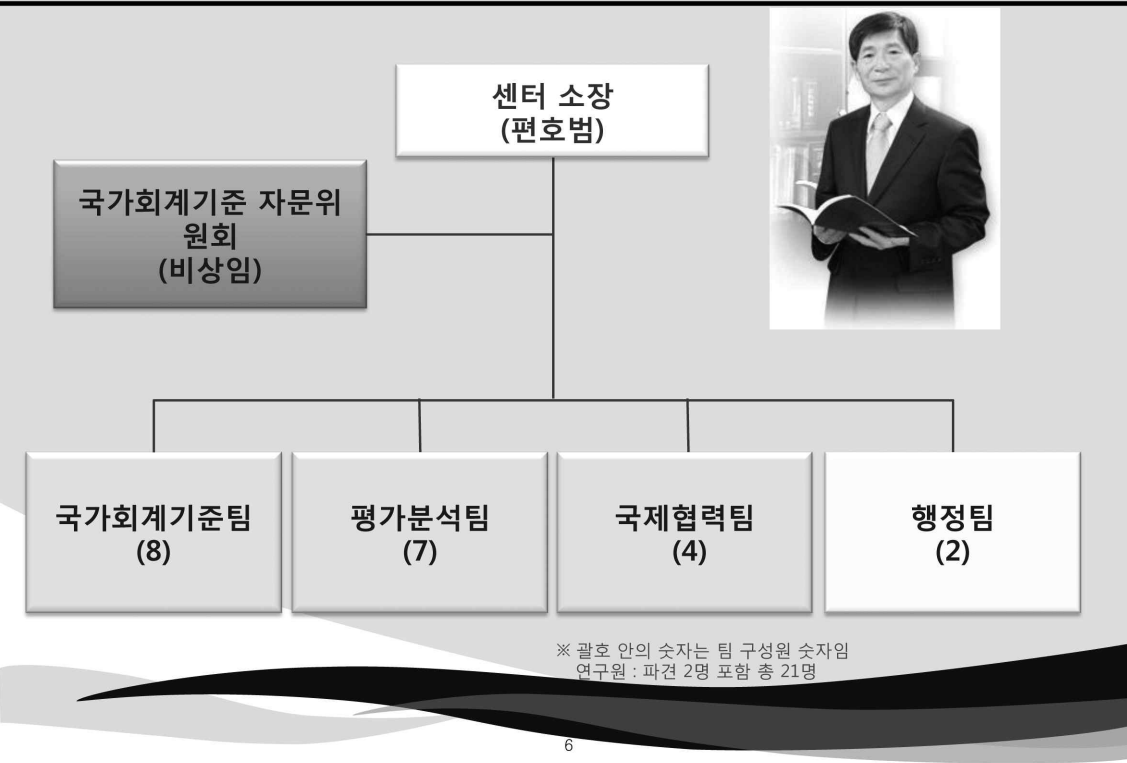 센터 소장
(편호범)
국가회계기준 자문위
원회
(비상임)
국가회계기준팀
(8)
평가분석팀
(7)
국제협력팀
(4)
행정팀
(2)
※ 괄호 안의 숫자는 팀 구성원 숫자임
연구원 : 파견 2명 포함 총 21명
6